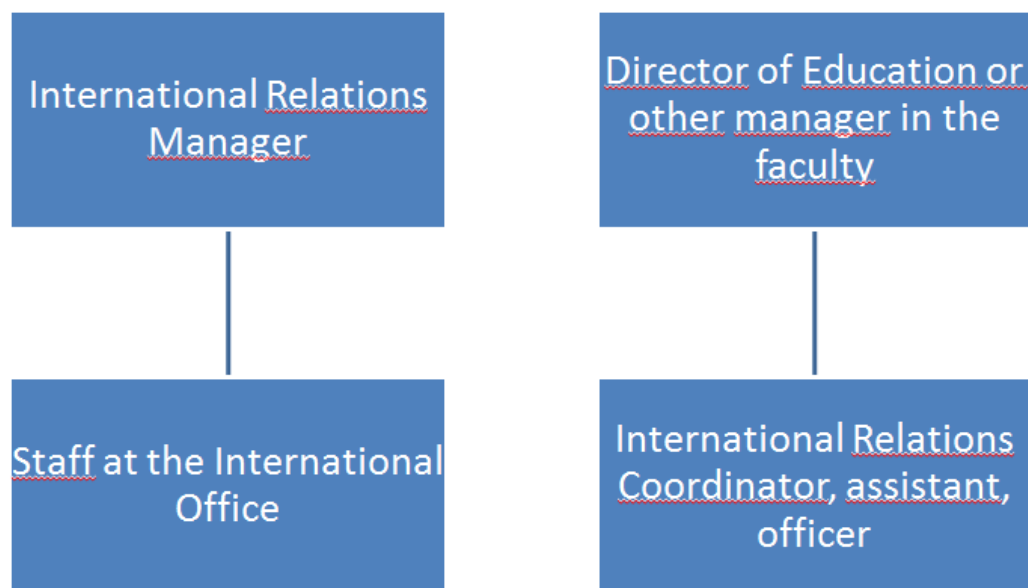 International Relations
Manager
Director of Education or
other manager in the
faculty
Staff at the International
Office
International Relations
Coordinator, assistant,
officer